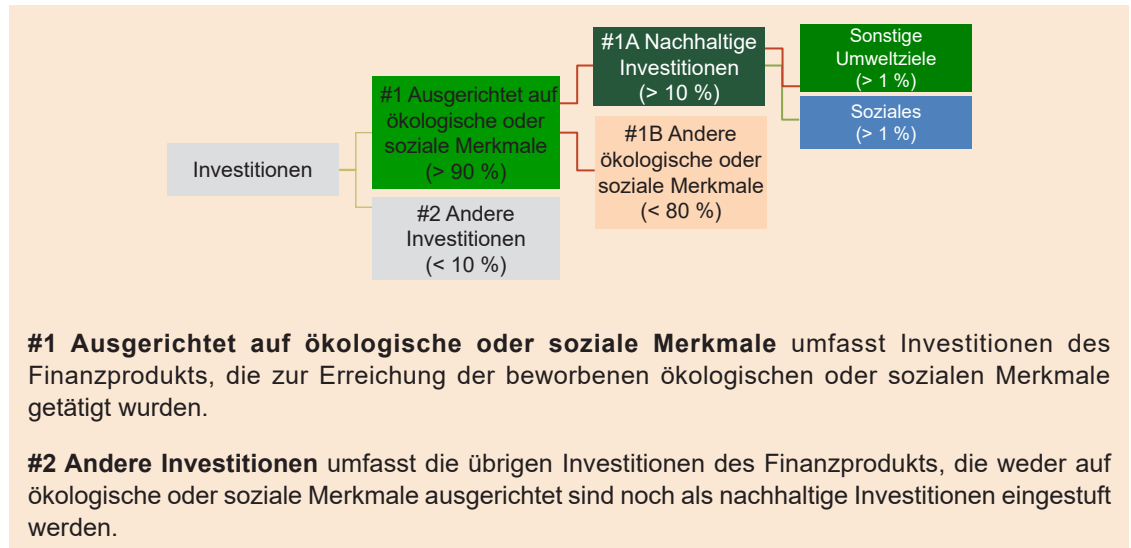 Investitionen
#1 Ausgerichtet auf
ökologische oder
soziale Merkmale
(> 90 %)
#2 Andere
Investitionen
(< 10 %)
#1A Nachhaltige
Investitionen
(> 10 %)
#1B Andere
ökologische oder
soziale Merkmale
(< 80 %)
Sonstige
Umweltziele
(> 1 %)
Soziales
(> 1 %)
#1 Ausgerichtet auf ökologische oder soziale Merkmale umfasst Investitionen des
Finanzprodukts, die zur Erreichung der beworbenen ökologischen oder sozialen Merkmale
getätigt wurden.
#2 Andere Investitionen umfasst die übrigen Investitionen des Finanzprodukts, die weder auf
ökologische oder soziale Merkmale ausgerichtet sind noch als nachhaltige Investitionen eingestuft
werden.